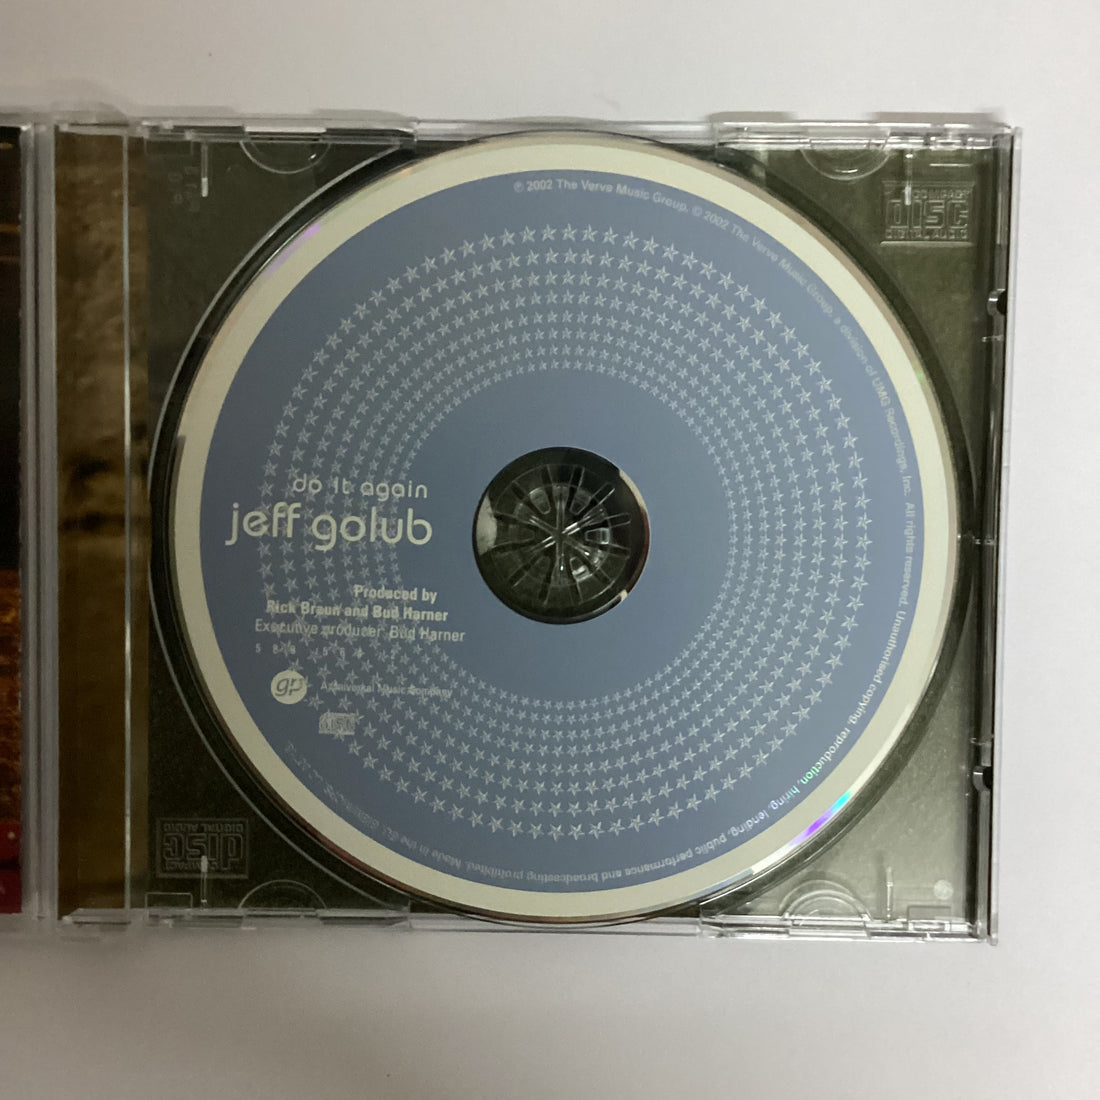 ℗ 2002 The Verve Music Group. © 2002 The Verve Music Group, a division of UMG Recordings, Inc. All rights reserved. Unauthorised copying, reproduction, hiring, lending, public performance and broadcasting prohibited. Made in the
do it again
jeff golub
Produced by
Rick Braun and Bud Harner
Executive producer: Bud Harner
grp A Universal Music Company
COMPACT
disc
DIGITAL AUDIO
COMPACT
disc
DIGITAL AUDIO